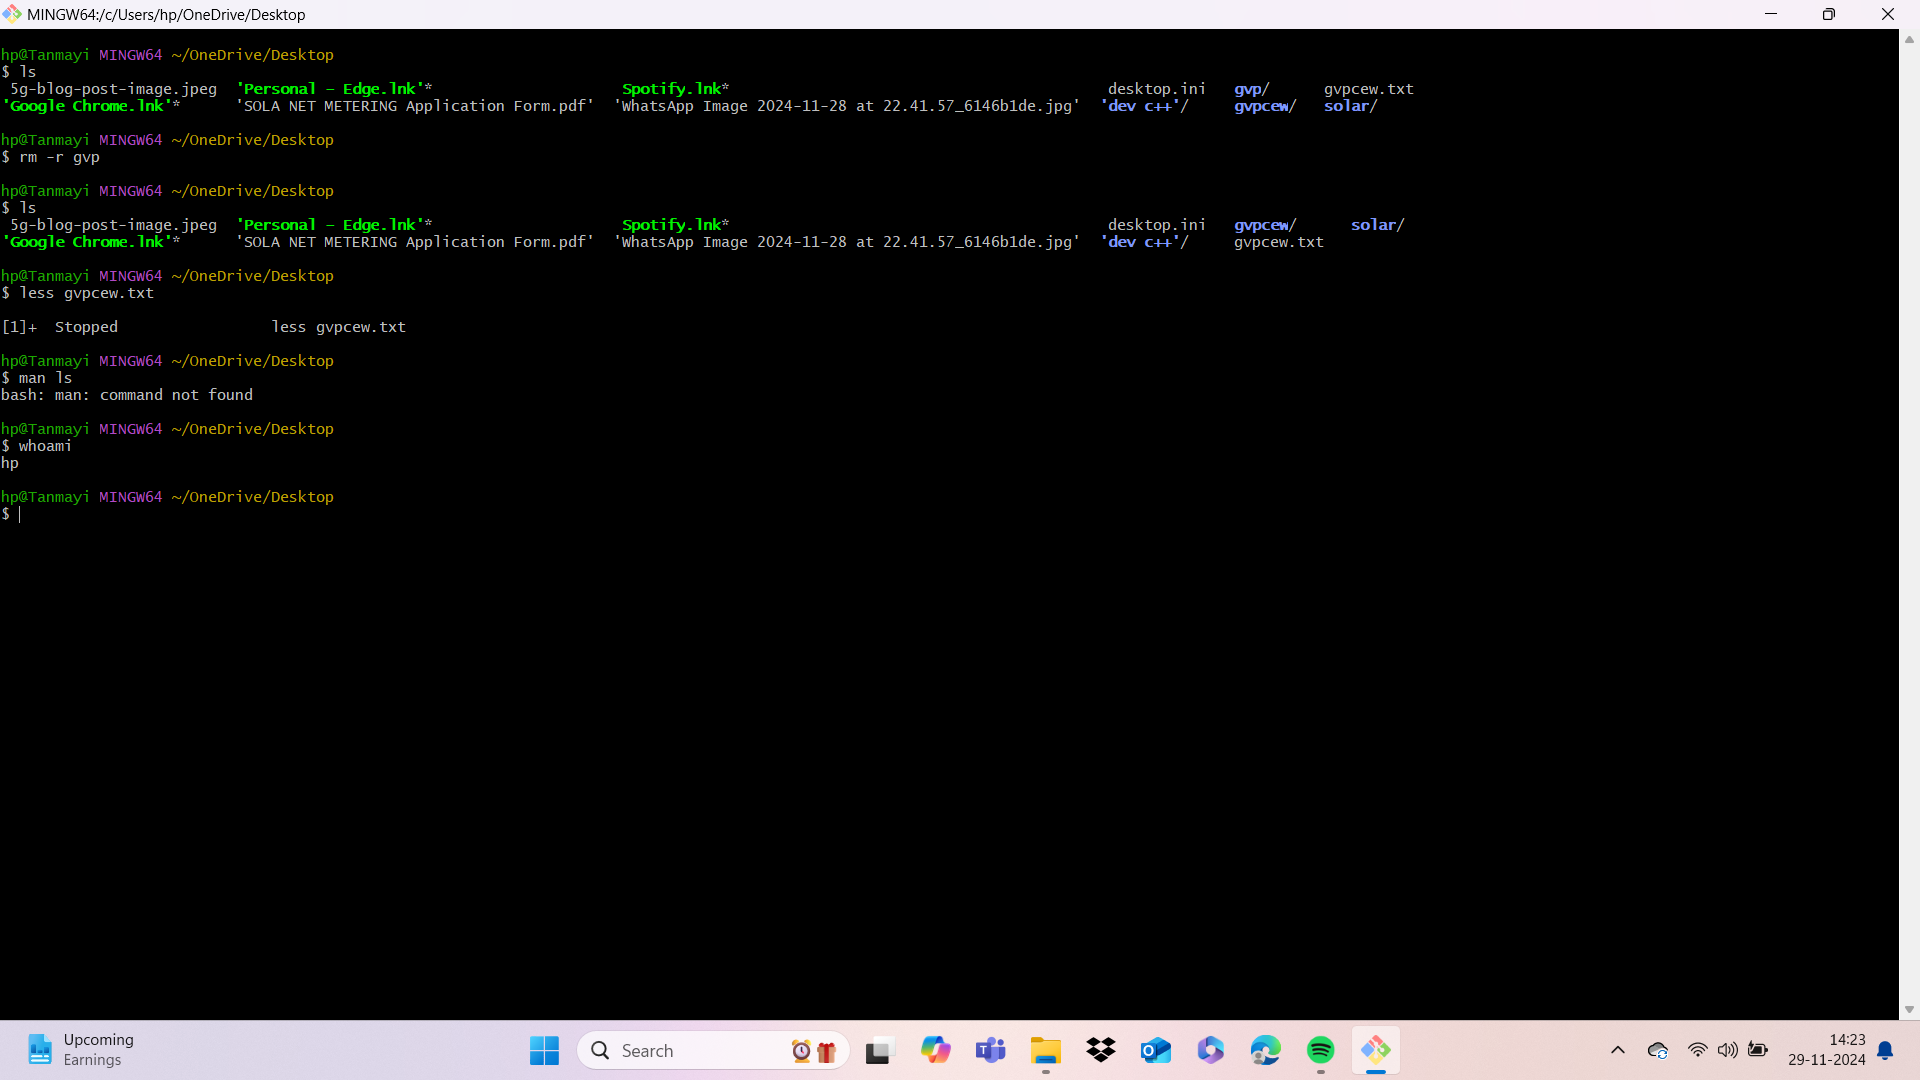 MINGW64:/c/Users/hp/OneDrive/Desktop
hp@Tanmayi MINGW64 ~/OneDrive/Desktop
$ ls
5g-blog-post-image.jpeg 'Personal - Edge.lnk'* Spotify.lnk* desktop.ini gvp/ gvpcew.txt
'Google Chrome.lnk'* 'SOLA NET METERING Application Form.pdf' 'WhatsApp Image 2024-11-28 at 22.41.57_6146b1de.jpg' 'dev c++'/ gvpcew/ solar/
hp@Tanmayi MINGW64 ~/OneDrive/Desktop
$ rm -r gvp
hp@Tanmayi MINGW64 ~/OneDrive/Desktop
$ ls
5g-blog-post-image.jpeg 'Personal - Edge.lnk'* Spotify.lnk* desktop.ini gvpcew/ solar/
'Google Chrome.lnk'* 'SOLA NET METERING Application Form.pdf' 'WhatsApp Image 2024-11-28 at 22.41.57_6146b1de.jpg' 'dev c++'/ gvpcew.txt
hp@Tanmayi MINGW64 ~/OneDrive/Desktop
$ less gvpcew.txt
[1]+ Stopped less gvpcew.txt
hp@Tanmayi MINGW64 ~/OneDrive/Desktop
$ man ls
bash: man: command not found
hp@Tanmayi MINGW64 ~/OneDrive/Desktop
$ whoami
hp
hp@Tanmayi MINGW64 ~/OneDrive/Desktop
$
Upcoming
Earnings
Search
14:23
29-11-2024